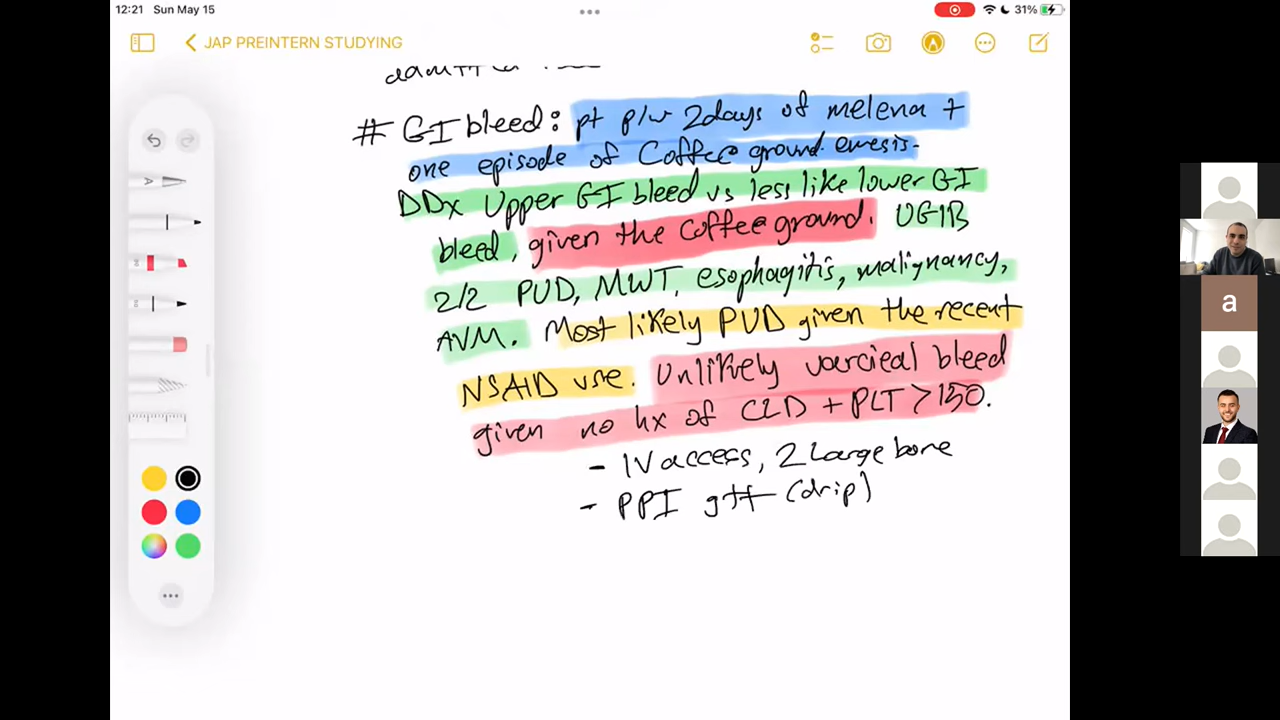 12:21 Sun May 15
31%
JAP PREINTERN STUDYING
# GI bleed: pt p/w 2days of melena +
one episode of Coffee ground emesis.
DDx Upper GI bleed vs less like lower GI
bleed, given the coffee ground. UGIB
2/2 PUD, MWT, esophagitis, malignancy,
AVM. Most likely PUD given the recent
NSAID use. Unlikely varcieal bleed
given no hx of CLD + PLT >150.
- IV access, 2 Large bore
- PPI gtt (drip)
A
a